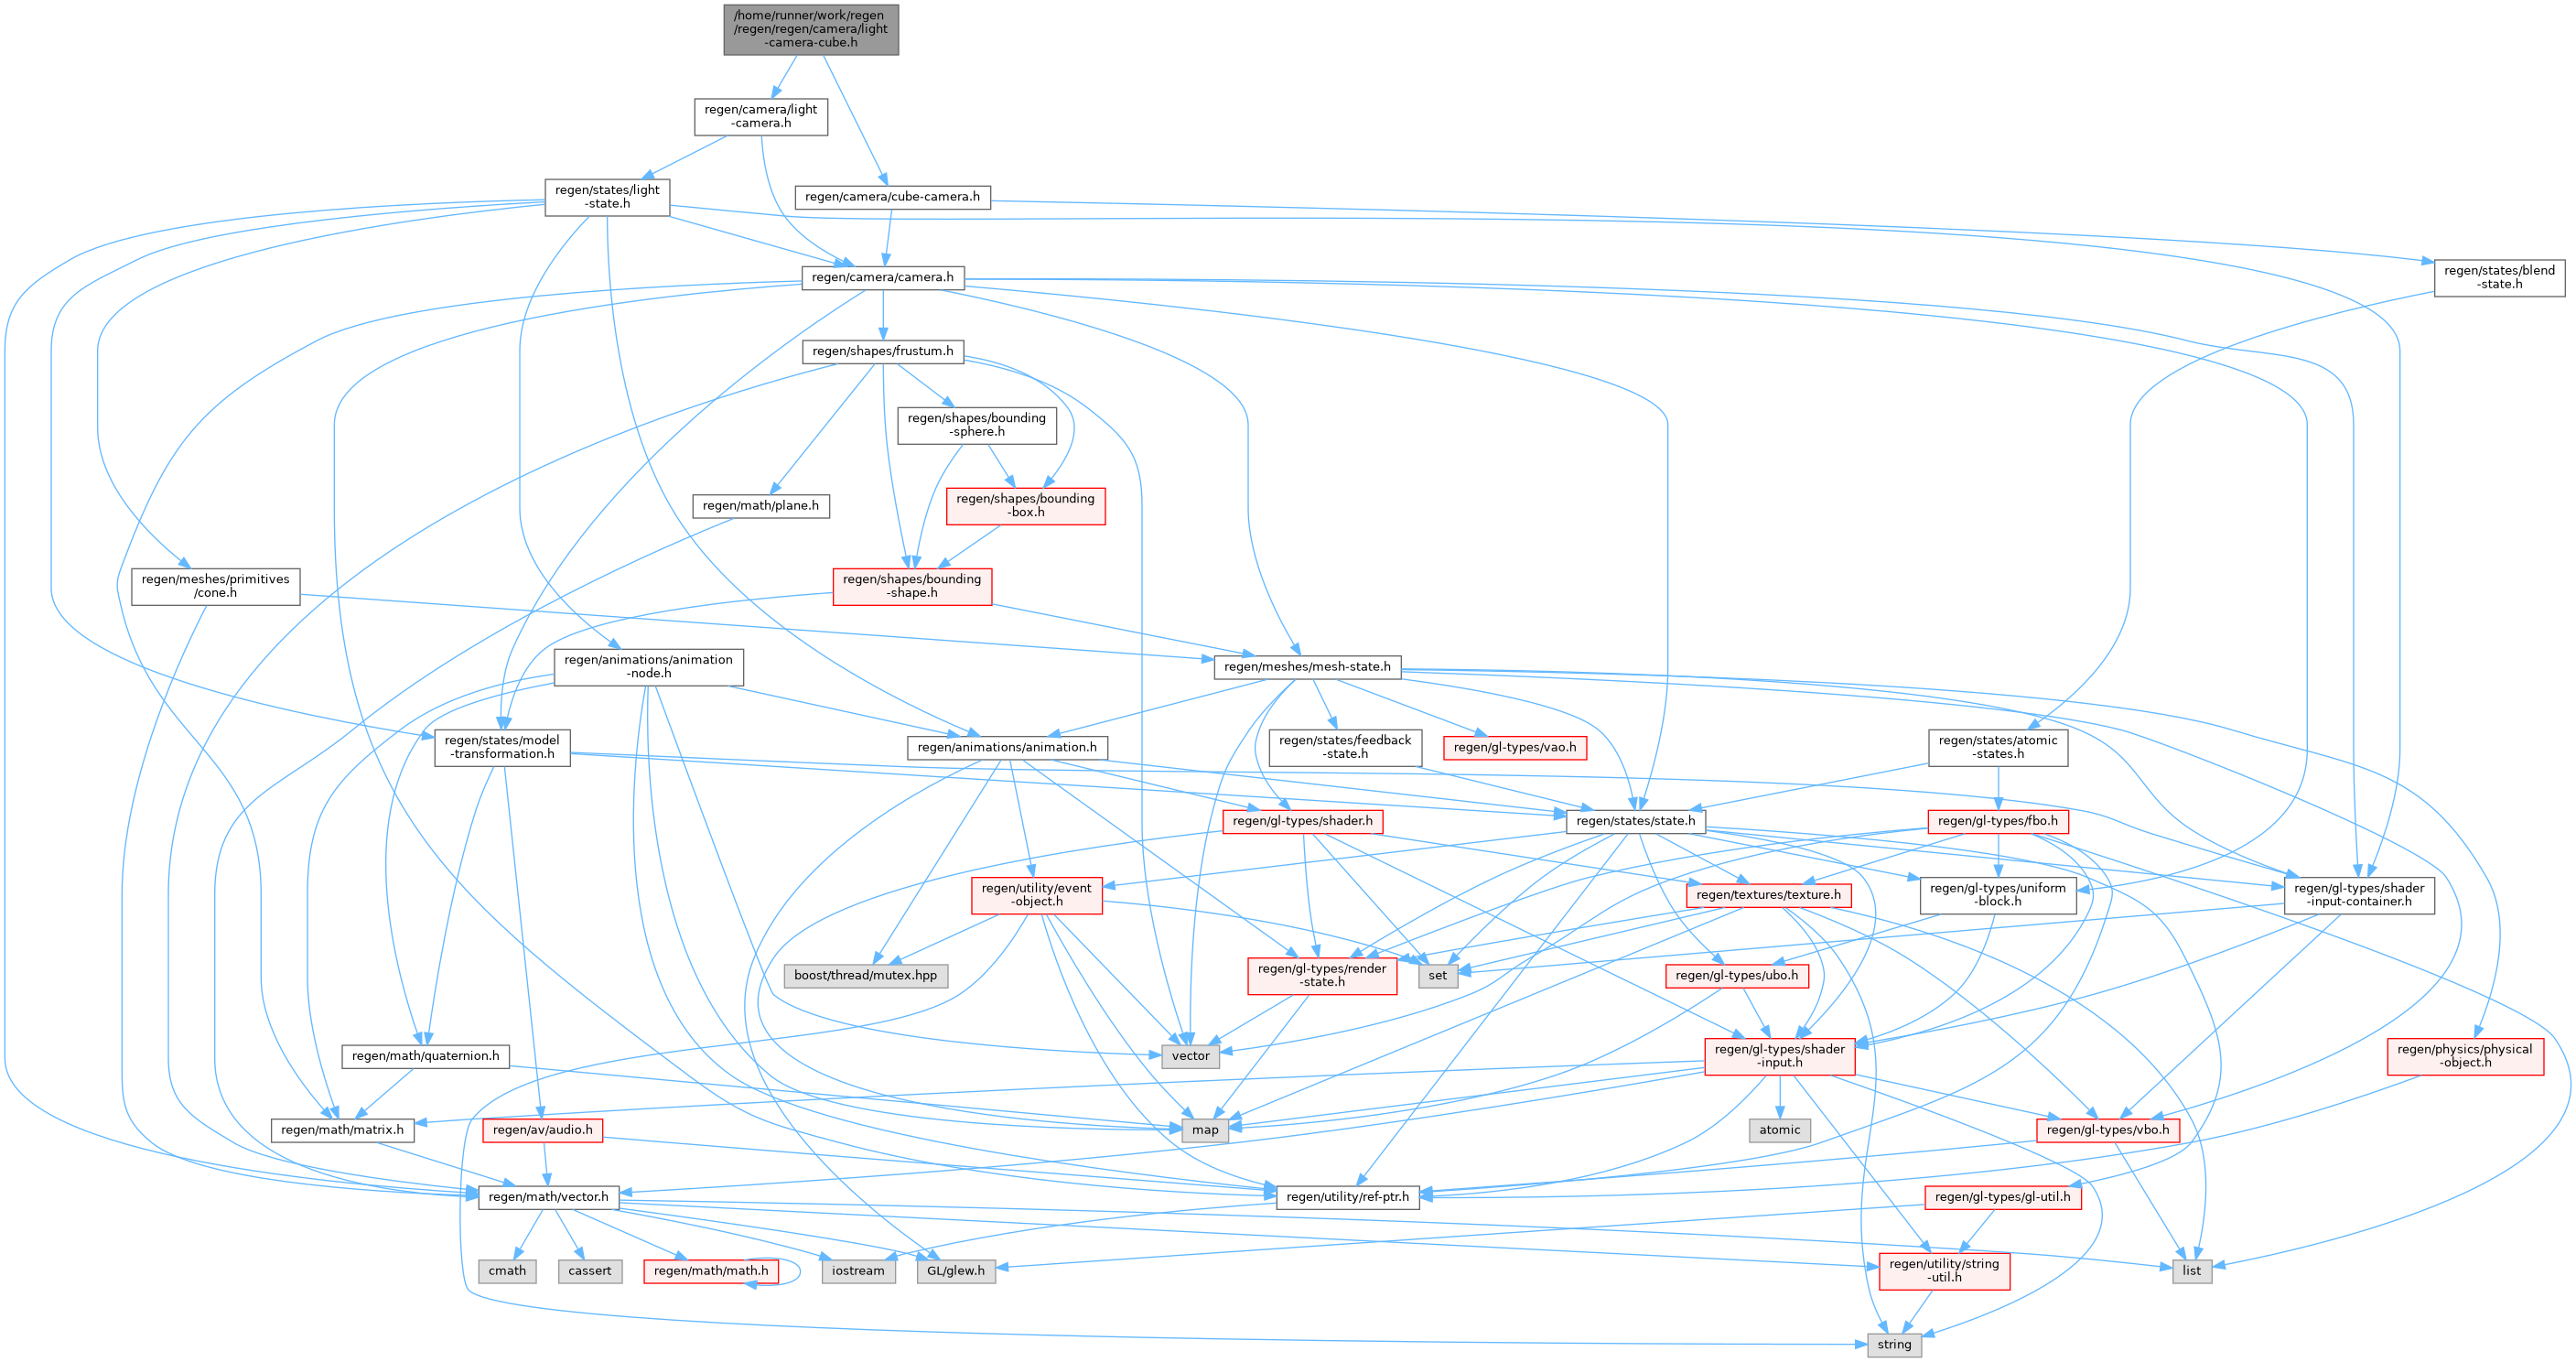 /home/runner/work/regen
/regen/regen/camera/light
-camera-cube.h
regen/camera/light
-camera.h
regen/states/light
-state.h
regen/camera/cube-camera.h
regen/camera/camera.h
regen/states/blend
-state.h
regen/shapes/frustum.h
regen/shapes/bounding
-sphere.h
regen/math/plane.h
regen/shapes/bounding
-box.h
regen/meshes/primitives
/cone.h
regen/shapes/bounding
-shape.h
regen/animations/animation
-node.h
regen/meshes/mesh-state.h
regen/states/model
-transformation.h
regen/animations/animation.h
regen/states/feedback
-state.h
regen/gl-types/vao.h
regen/states/atomic
-states.h
regen/gl-types/shader.h
regen/states/state.h
regen/gl-types/fbo.h
regen/utility/event
-object.h
regen/textures/texture.h
regen/gl-types/uniform
-block.h
regen/gl-types/shader
-input-container.h
boost/thread/mutex.hpp
regen/gl-types/render
-state.h
set
regen/gl-types/ubo.h
regen/math/quaternion.h
vector
regen/gl-types/shader
-input.h
regen/physics/physical
-object.h
regen/math/matrix.h
regen/av/audio.h
map
atomic
regen/gl-types/vbo.h
regen/math/vector.h
regen/utility/ref-ptr.h
regen/gl-types/gl-util.h
cmath
cassert
regen/math/math.h
iostream
GL/glew.h
regen/utility/string
-util.h
list
string